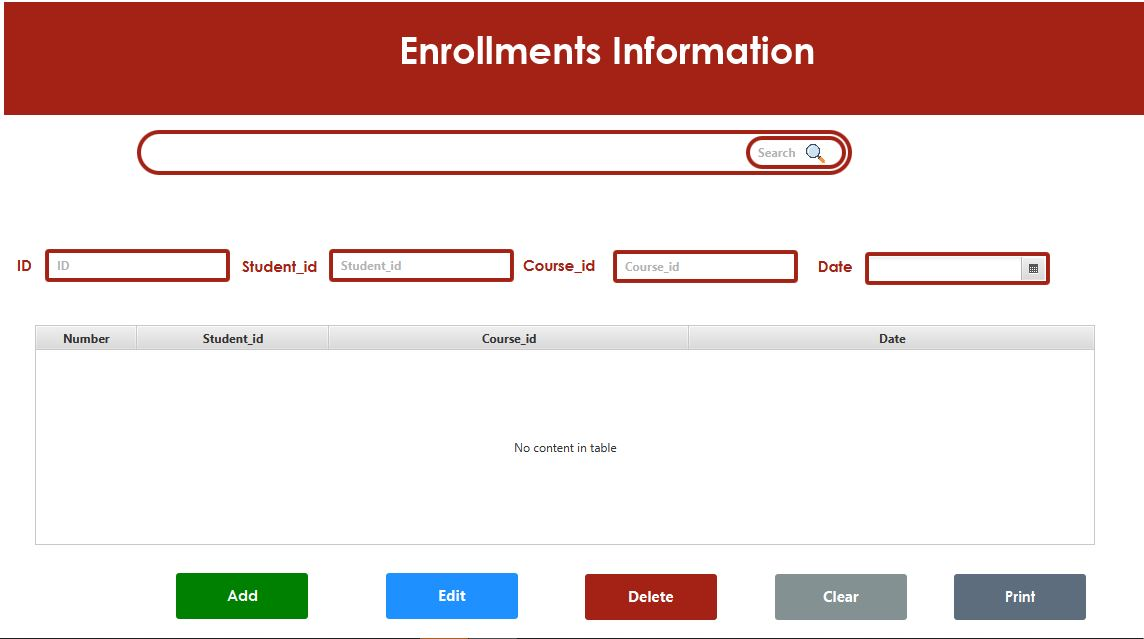 Enrollments Information
Search
ID ID Student_id Student_id Course_id Course_id Date
Number Student_id Course_id Date
No content in table
Add Edit Delete Clear Print